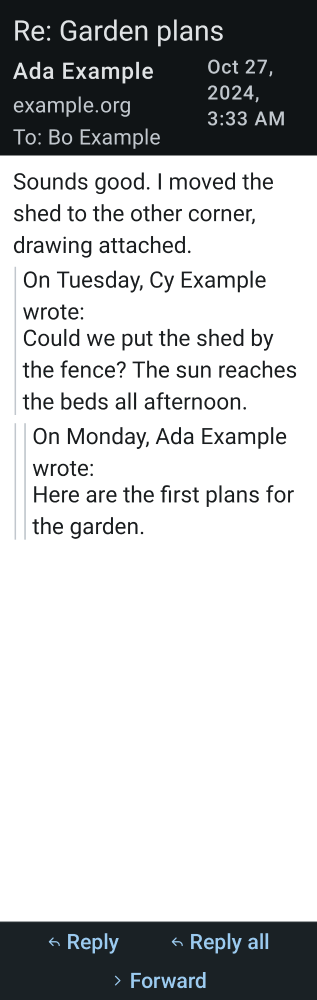 Re: Garden plans
Ada Example
Oct 27,
2024,
3:33 AM
example.org
To: Bo Example
Sounds good. I moved the
shed to the other corner,
drawing attached.
On Tuesday, Cy Example
wrote:
Could we put the shed by
the fence? The sun reaches
the beds all afternoon.
On Monday, Ada Example
wrote:
Here are the first plans for
the garden.
Reply
Reply all
Forward